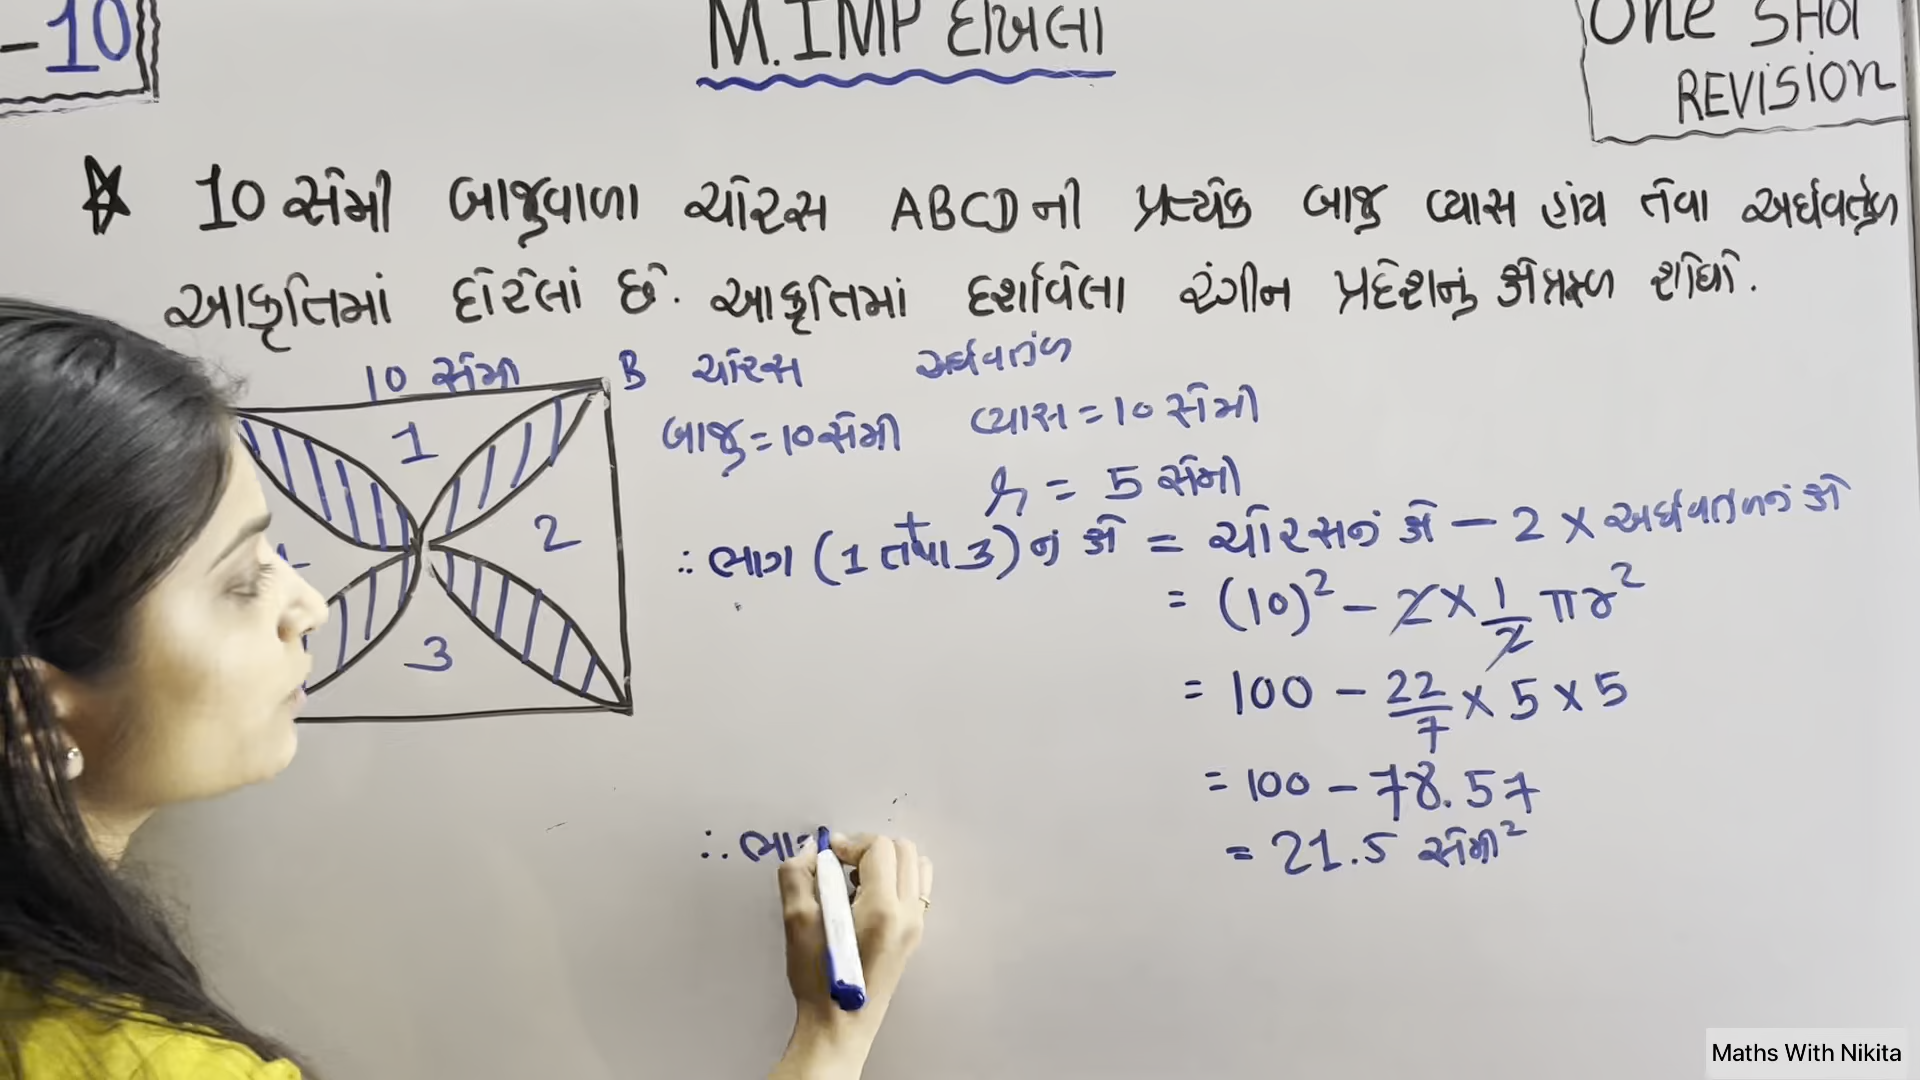 -10
M. IMP દાખલા
One SHOT
REVISION
10 સેમી બાજુવાળા ચોરસ ABCD ની પ્રત્યેક બાજુ વ્યાસ હોય તેવા અર્ધવર્તુળ
આકૃતિમાં દોરેલાં છે. આકૃતિમાં દર્શાવેલા રંગીન પ્રદેશનું ક્ષેત્રફળ શોધો.
10 સેમી B ચોરસ અર્ધવર્તુળ
બાજુ = 10 સેમી વ્યાસ = 10 સેમી
1
r = 5 સેમી
2
∴ ભાગ (1 તથા 3) નું ક્ષે = ચોરસનું ક્ષે – 2 × અર્ધવર્તુળનું ક્ષે
+
= (10)² – 2 × 1/2 πr²
3
= 100 – 22/7 × 5 × 5
= 100 – 78.57
∴ ભાગ
= 21.5 સેમી²
Maths With Nikita